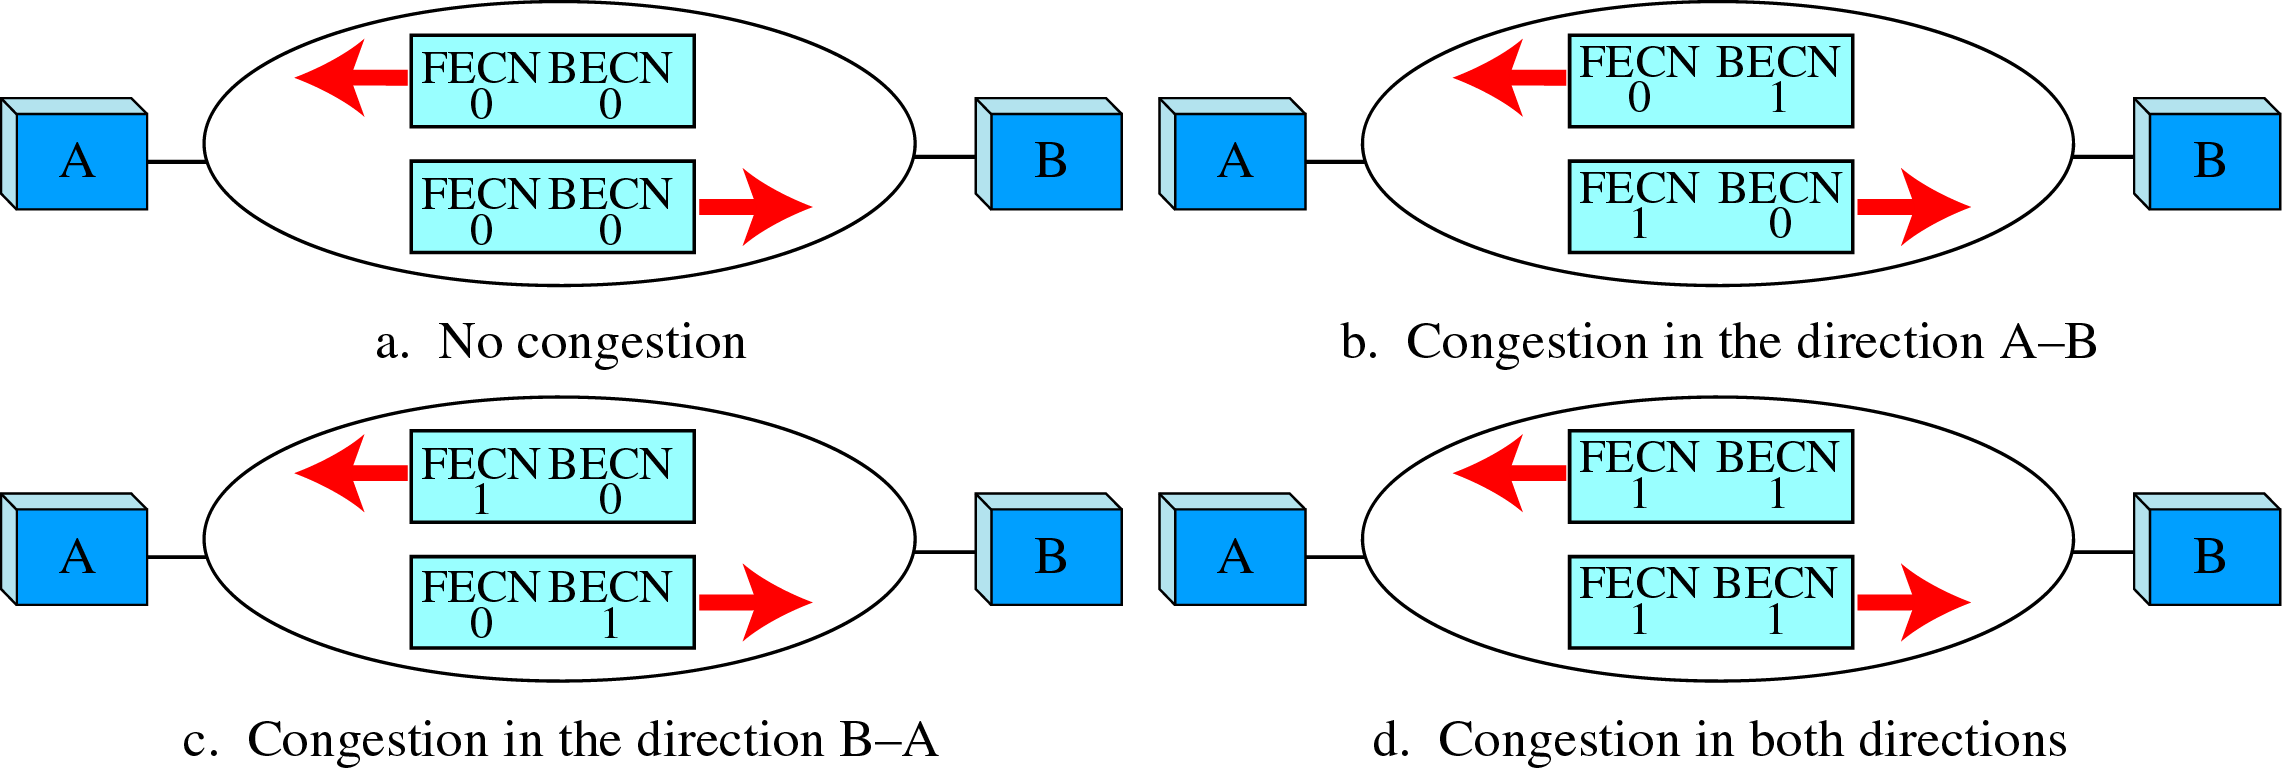 FECN BECN
0 0
A
B
FECN BECN
0 0
a. No congestion
FECN BECN
0 1
A
B
FECN BECN
1 0
b. Congestion in the direction A–B
FECN BECN
1 0
A
B
FECN BECN
0 1
c. Congestion in the direction B–A
FECN BECN
1 1
A
B
FECN BECN
1 1
d. Congestion in both directions